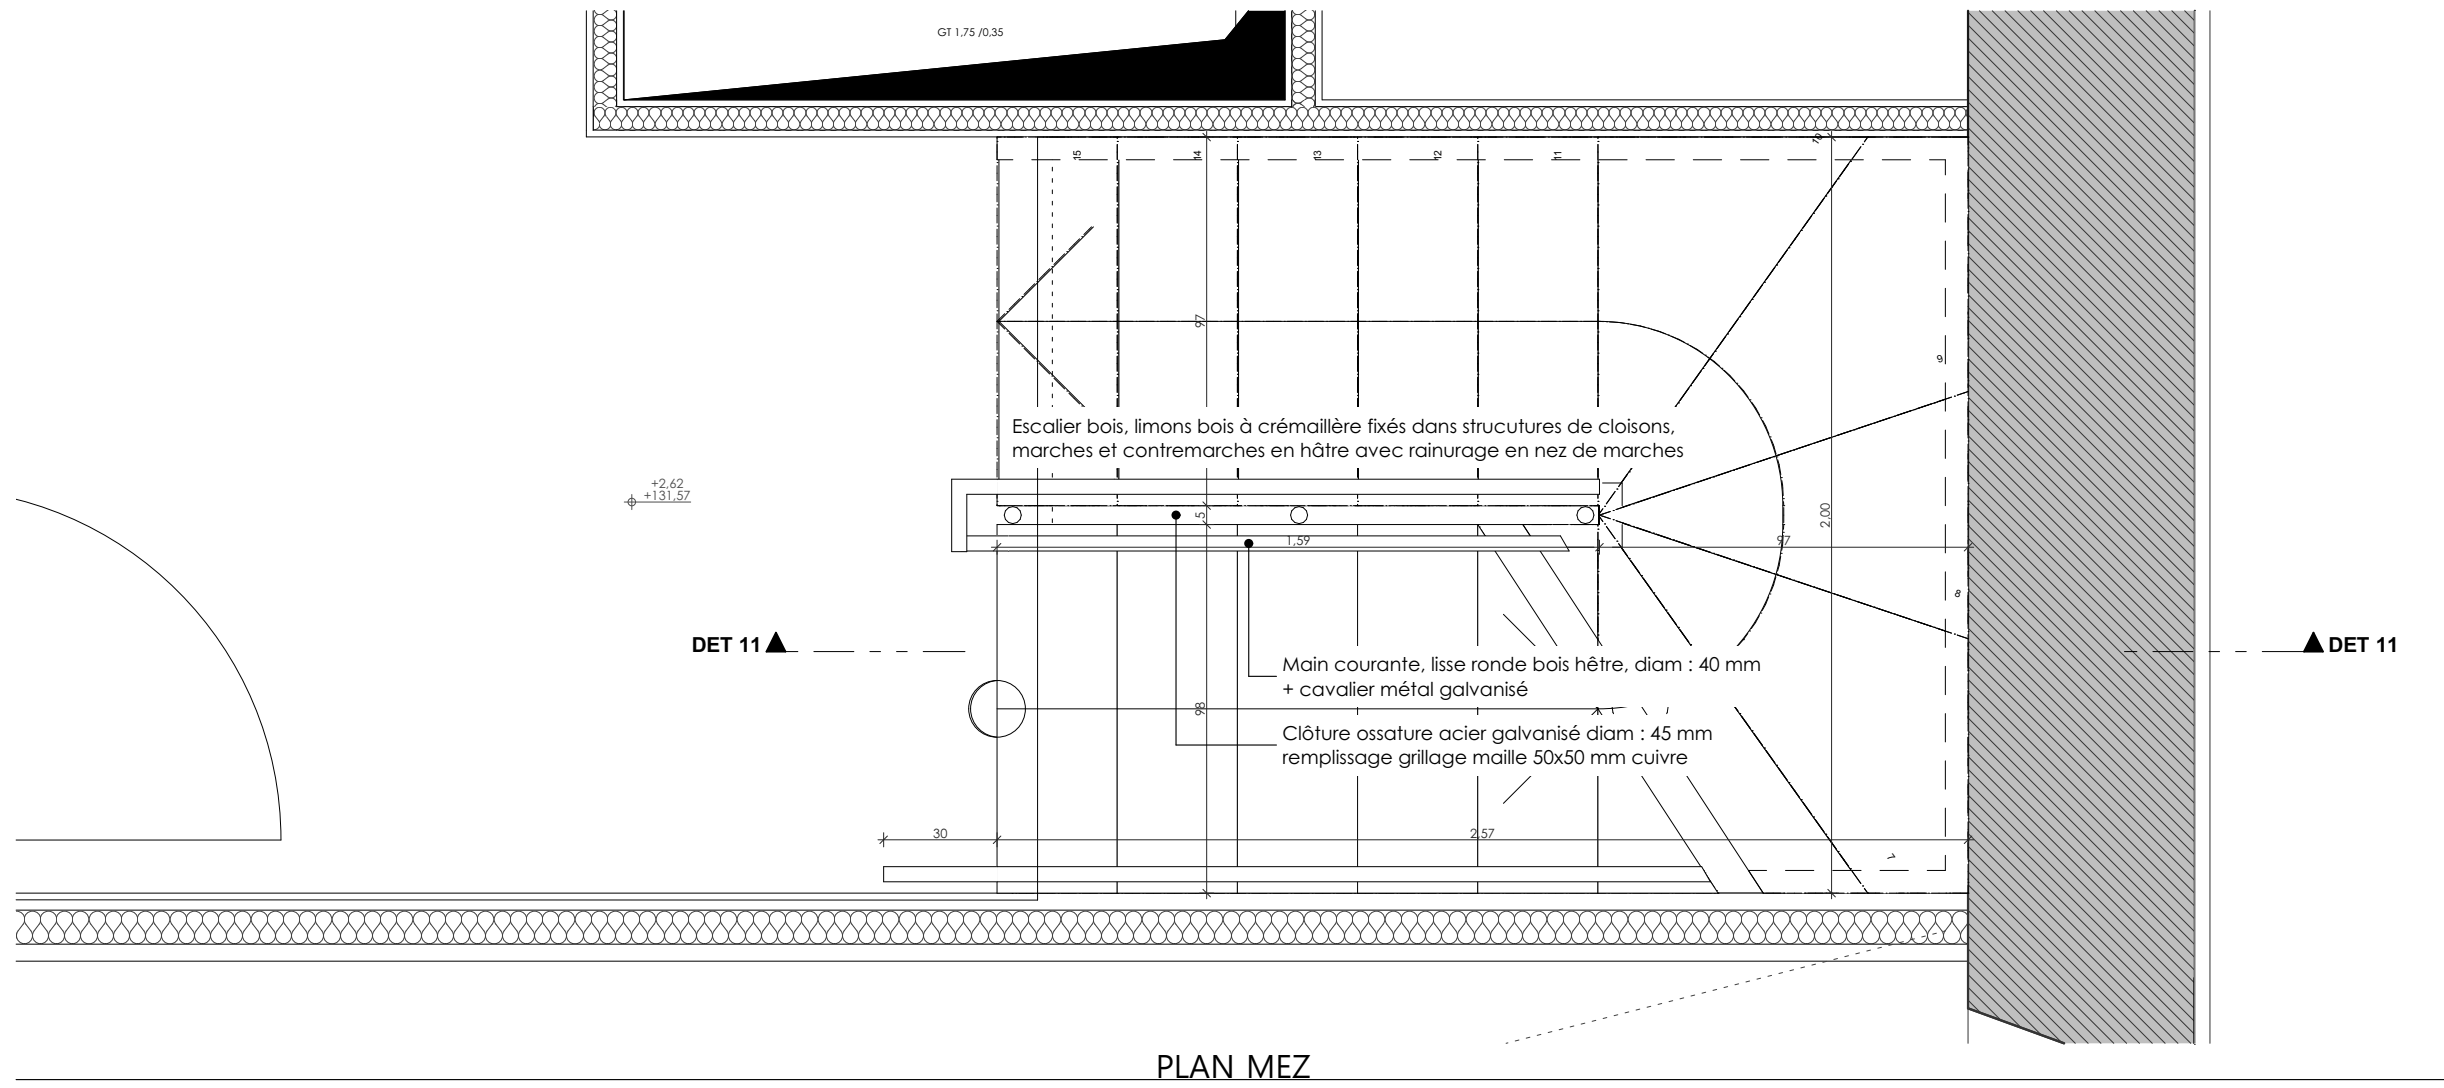 GT 1,75 /0,35
15
14
13
12
11
10
97
9
Escalier bois, limons bois à crémaillère fixés dans strucutures de cloisons,
marches et contremarches en hâtre avec rainurage en nez de marches
+2,62
+131,57
5
2,00
1,59
97
8
DET 11
DET 11
Main courante, lisse ronde bois hêtre, diam : 40 mm
+ cavalier métal galvanisé
98
Clôture ossature acier galvanisé diam : 45 mm
remplissage grillage maille 50x50 mm cuivre
30
2,57
7
PLAN MEZ